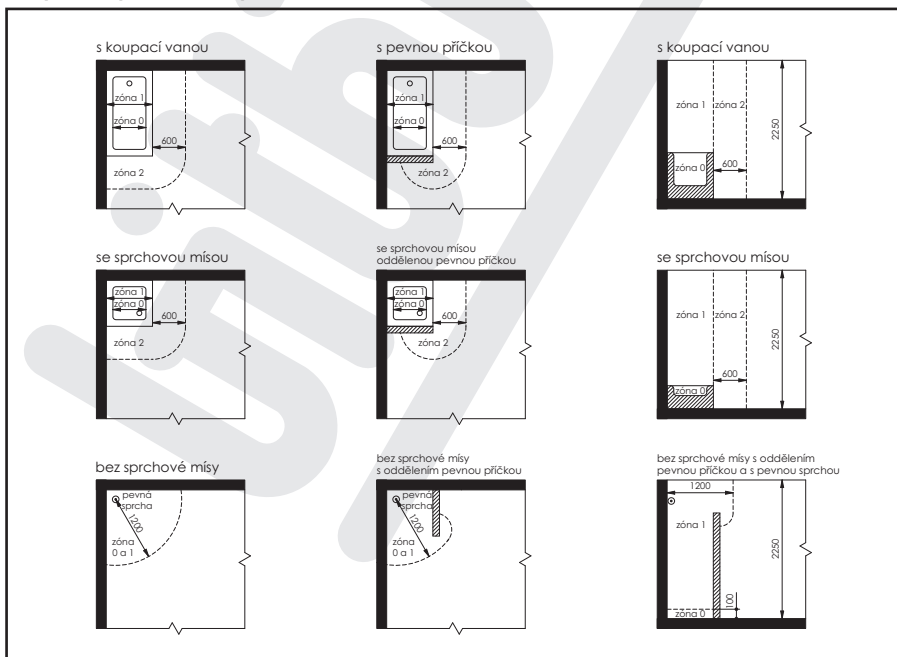 s koupací vanou
zóna 1
zóna 0
600
zóna 2
s pevnou příčkou
zóna 1
zóna 0
600
zóna 2
s koupací vanou
zóna 1
zóna 2
2250
zóna 0
600
se sprchovou mísou
zóna 1
zóna 0
600
zóna 2
se sprchovou mísou
oddělenou pevnou příčkou
zóna 1
zóna 0
600
zóna 2
se sprchovou mísou
zóna 1
zóna 2
2250
600
zóna 0
bez sprchové mísy
pevná
sprcha
1200
zóna
0 a 1
bez sprchové mísy
s oddělením pevnou příčkou
pevná
sprcha
1200
zóna
0 a 1
bez sprchové mísy s oddělením
pevnou příčkou a s pevnou sprchou
1200
zóna 1
2250
100
zóna 0